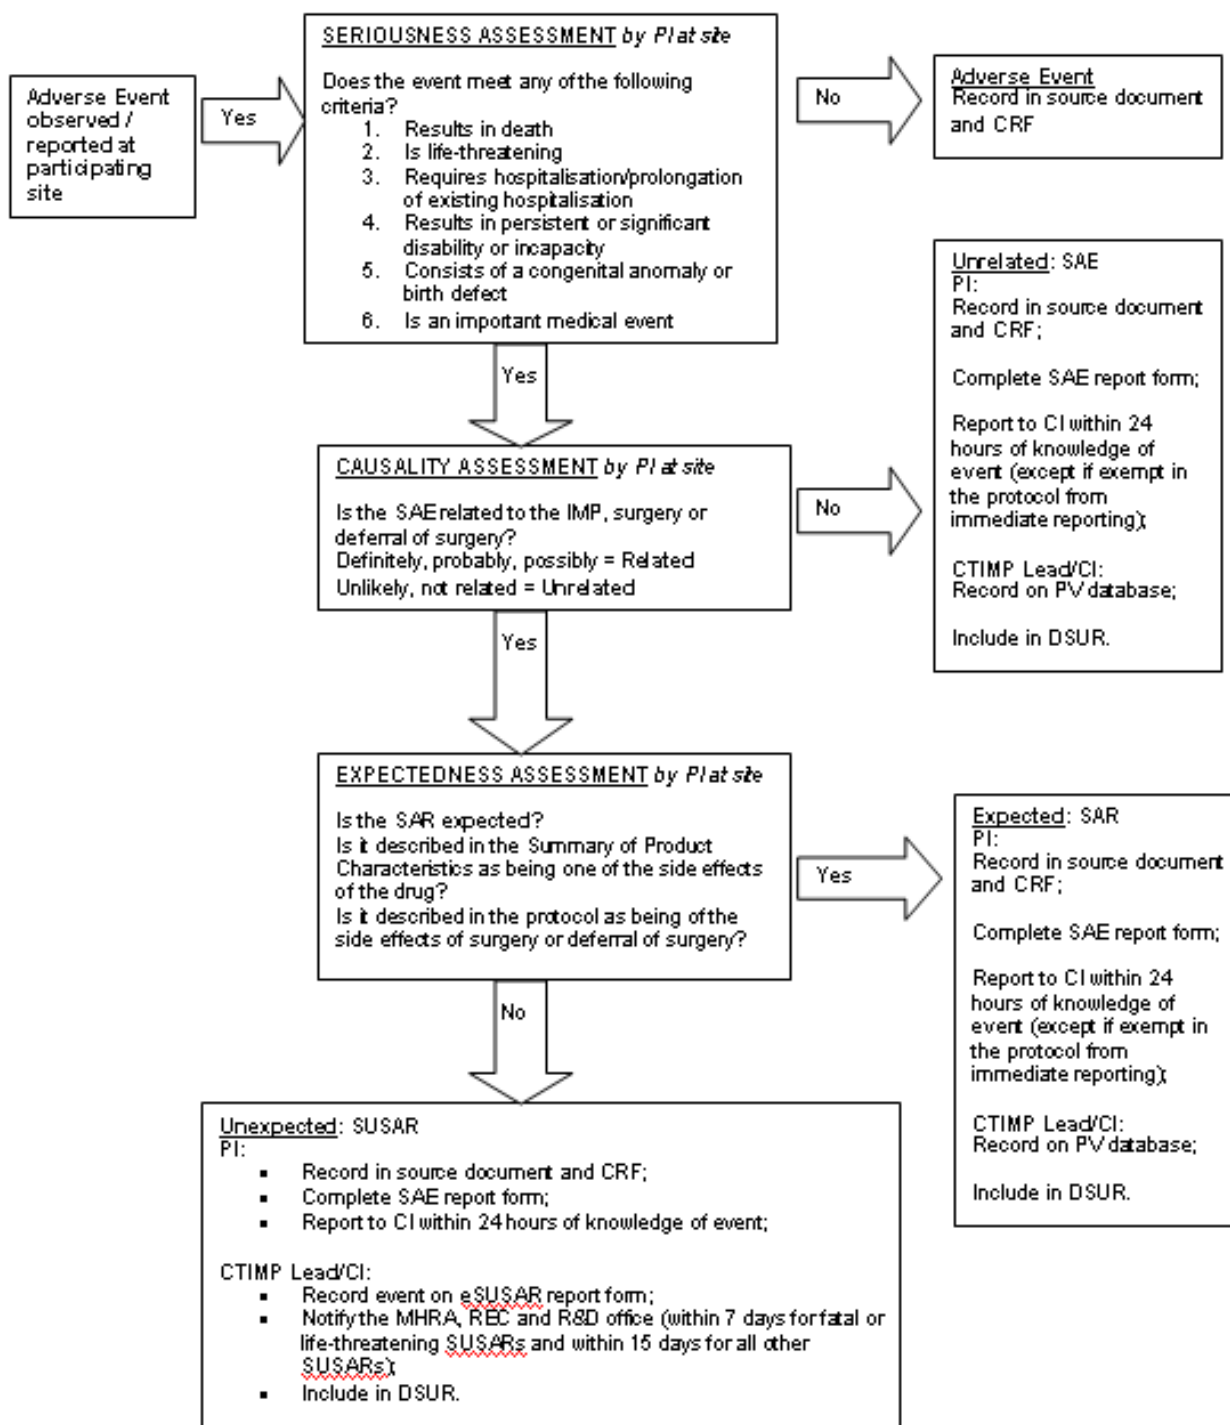 Adverse Event
observed /
reported at
participating
site
Yes
SERIOUSNESS ASSESSMENT by PI at site
Does the event meet any of the following
criteria?
1. Results in death
2. Is life-threatening
3. Requires hospitalisation/prolongation
of existing hospitalisation
4. Results in persistent or significant
disability or incapacity
5. Consists of a congenital anomaly or
birth defect
6. Is an important medical event
No
Adverse Event
Record in source document
and CRF
Yes
CAUSALITY ASSESSMENT by PI at site
Is the SAE related to the IMP, surgery or
deferral of surgery?
Definitely, probably, possibly = Related
Unlikely, not related = Unrelated
No
Unrelated: SAE
PI:
Record in source document
and CRF;
Complete SAE report form;
Report to CI within 24
hours of knowledge of
event (except if exempt in
the protocol from
immediate reporting);
CTIMP Lead/CI:
Record on PV database;
Include in DSUR.
Yes
EXPECTEDNESS ASSESSMENT by PI at site
Is the SAR expected?
Is it described in the Summary of Product
Characteristics as being one of the side effects
of the drug?
Is it described in the protocol as being of the
side effects of surgery or deferral of surgery?
Yes
Expected: SAR
PI:
Record in source document
and CRF;
Complete SAE report form;
Report to CI within 24
hours of knowledge of
event (except if exempt in
the protocol from
immediate reporting);
CTIMP Lead/CI:
Record on PV database;
Include in DSUR.
No
Unexpected: SUSAR
PI:
▪ Record in source document and CRF;
▪ Complete SAE report form;
▪ Report to CI within 24 hours of knowledge of event;
CTIMP Lead/CI:
▪ Record event on eSUSAR report form;
▪ Notify the MHRA, REC and R&D office (within 7 days for fatal or
life-threatening SUSARs and within 15 days for all other
SUSARs);
▪ Include in DSUR.